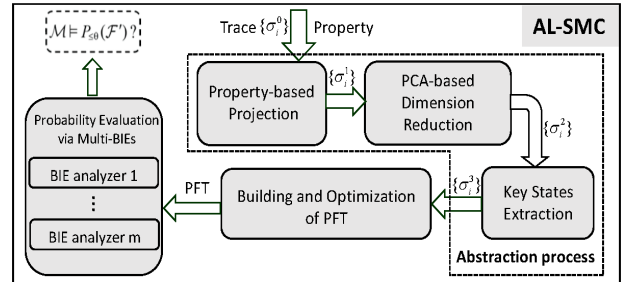 AL-SMC
Trace {σᵢ⁰} Property
ℳ ⊨ P≤θ(ℱ′)?
Property-based
Projection
{σᵢ¹}
PCA-based
Dimension
Reduction
{σᵢ²}
Key States
Extraction
{σᵢ³}
Abstraction process
Building and Optimization
of PFT
PFT
Probability Evaluation
via Multi-BIEs
BIE analyzer 1
⋮
BIE analyzer m